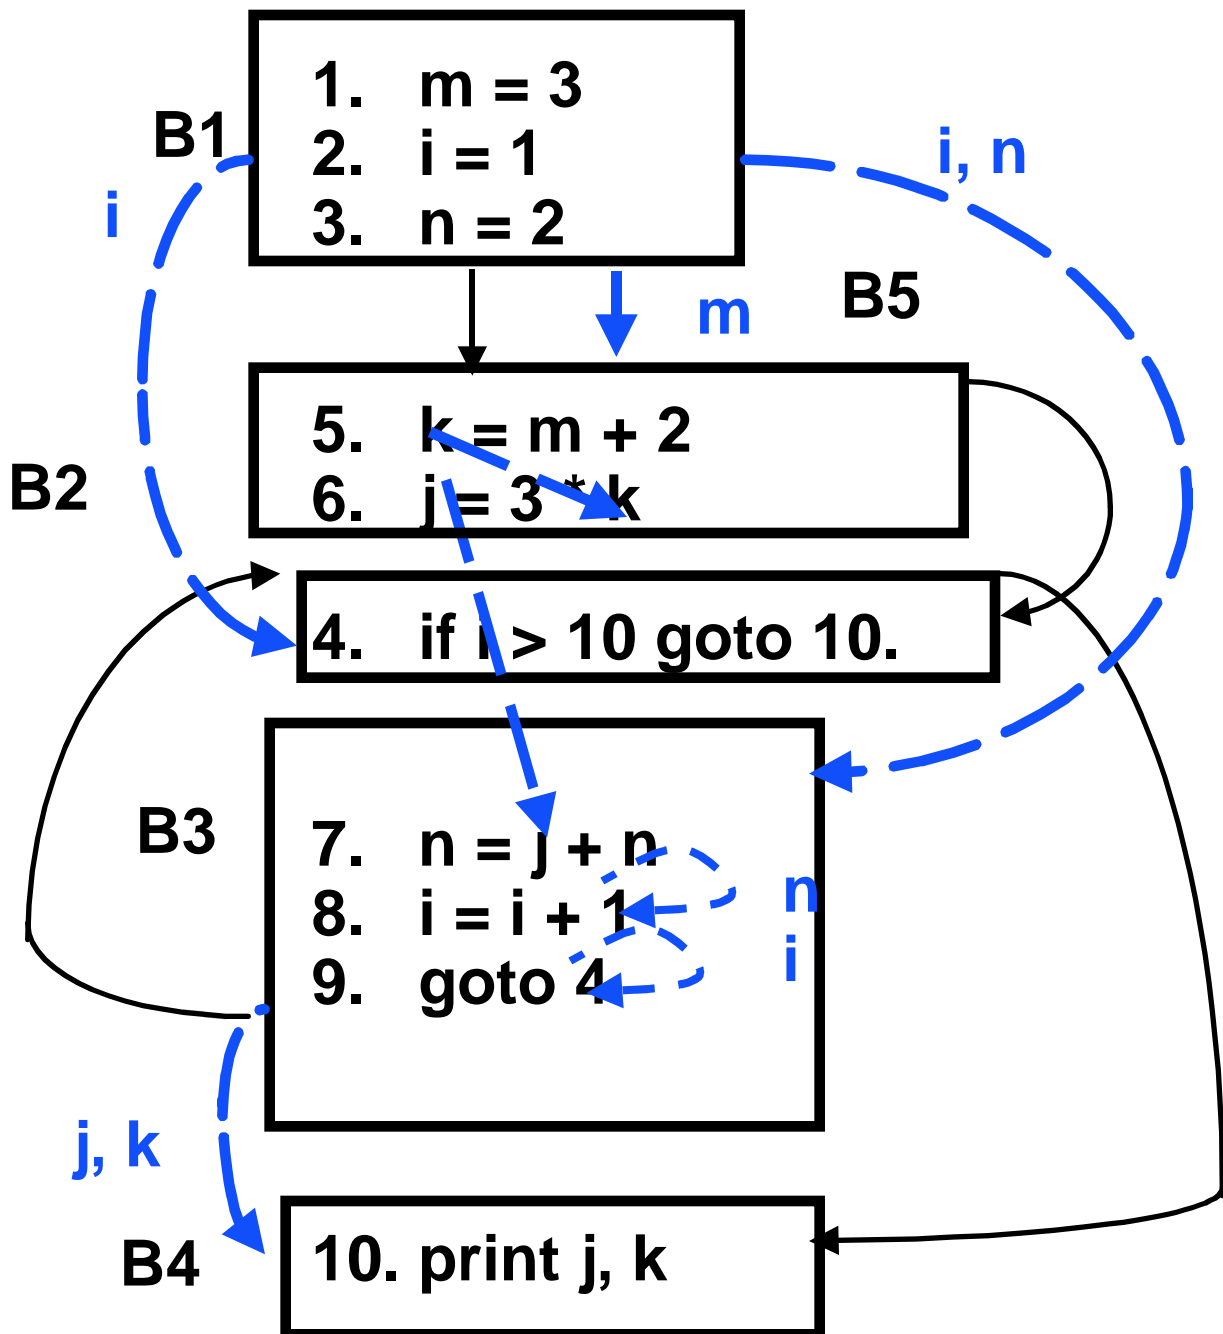 B1
1. m = 3
2. i = 1
3. n = 2
i
i, n
m
B5
5. k = m + 2
6. j = 3 * k
B2
4. if i > 10 goto 10.
B3
7. n = j + n
8. i = i + 1
9. goto 4
n
i
j, k
B4
10. print j, k